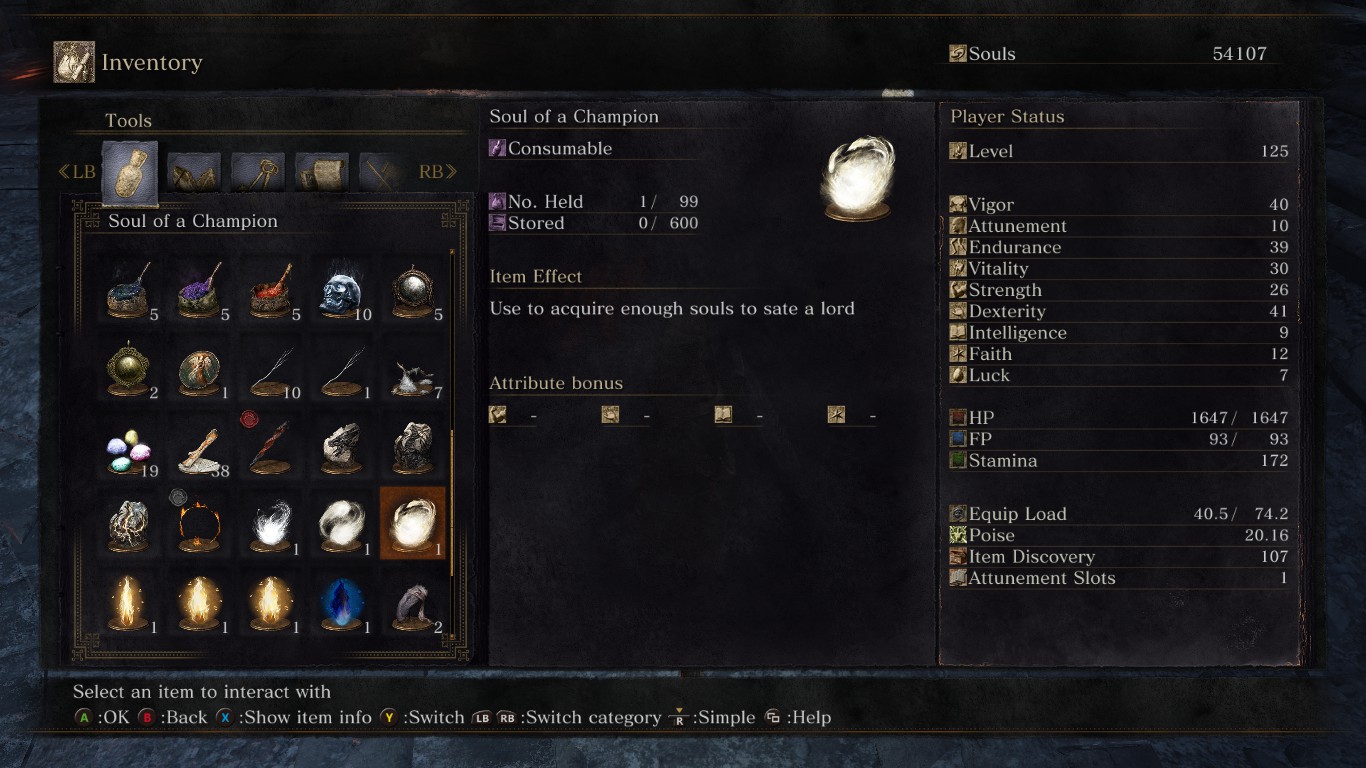 Inventory
Souls 54107
Tools
LB RB
Soul of a Champion
5 5 5 10 5
2 1 10 1 7
19 38
1 1 1
1 1 1 1 2
Soul of a Champion
Consumable
No. Held 1/ 99
Stored 0/ 600
Item Effect
Use to acquire enough souls to sate a lord
Attribute bonus
- - - -
Player Status
Level 125
Vigor 40
Attunement 10
Endurance 39
Vitality 30
Strength 26
Dexterity 41
Intelligence 9
Faith 12
Luck 7
HP 1647/ 1647
FP 93/ 93
Stamina 172
Equip Load 40.5/ 74.2
Poise 20.16
Item Discovery 107
Attunement Slots 1
Select an item to interact with
A :OK B :Back X :Show item info Y :Switch LB RB :Switch category R :Simple :Help